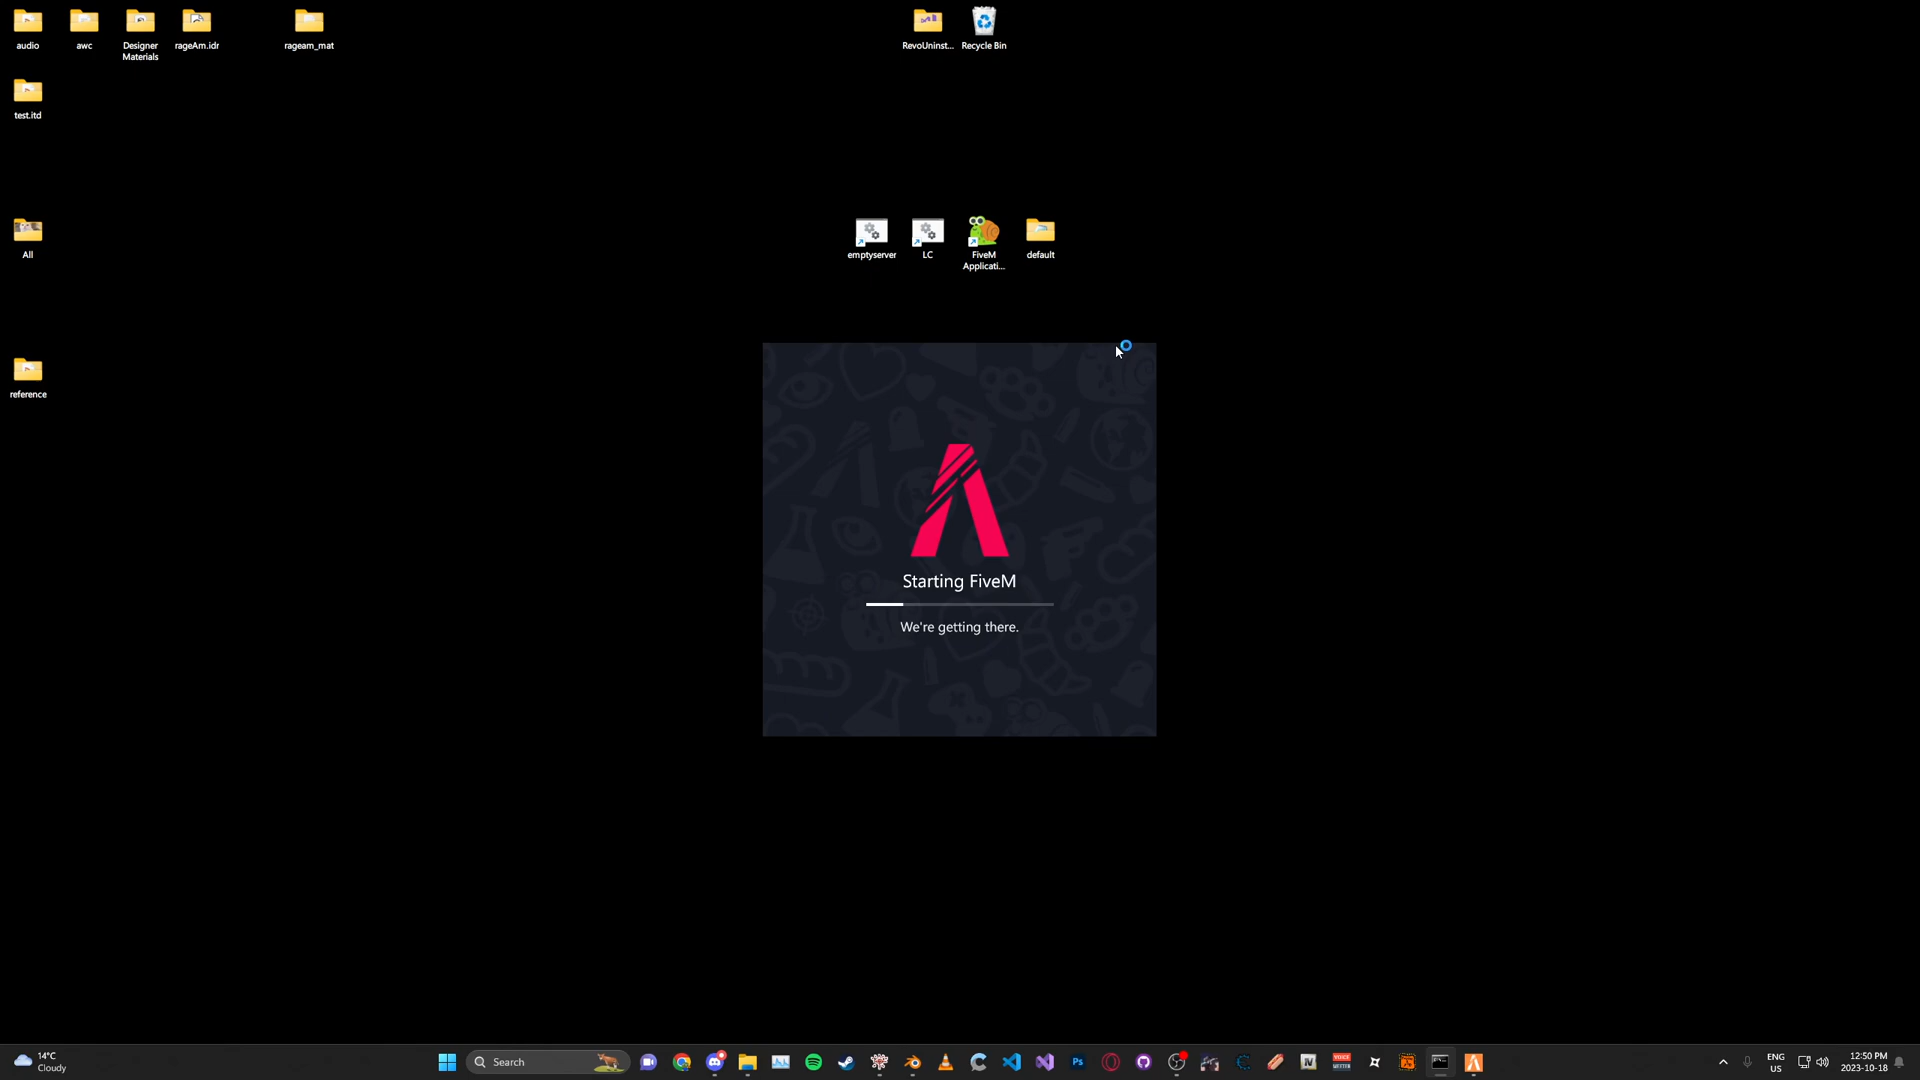 audio
awc
Designer
Materials
rageAm.idr
rageam_mat
RevoUninst...
Recycle Bin
test.itd
All
emptyserver
LC
FiveM
Applicati...
default
reference
Starting FiveM
We're getting there.
14°C
Cloudy
Search
ENG
US
12:50 PM
2023-10-18